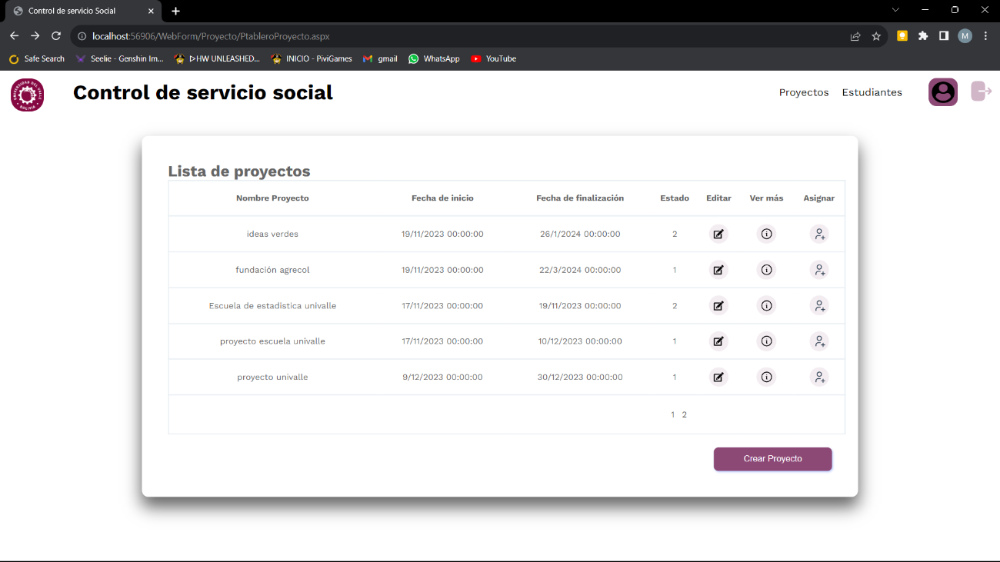 Control de servicio Social
localhost:56906/WebForm/Proyecto/PtableroProyecto.aspx
M
Safe Search Seelie - Genshin Im... ▷HW UNLEASHED... INICIO - PiviGames gmail WhatsApp YouTube
UNIVERSIDAD DEL VALLE
BOLIVIA
Control de servicio social
Proyectos Estudiantes
Lista de proyectos
Nombre Proyecto Fecha de inicio Fecha de finalización Estado Editar Ver más Asignar
ideas verdes 19/11/2023 00:00:00 26/1/2024 00:00:00 2
fundación agrecol 19/11/2023 00:00:00 22/3/2024 00:00:00 1
Escuela de estadistica univalle 17/11/2023 00:00:00 19/11/2023 00:00:00 2
proyecto escuela univalle 17/11/2023 00:00:00 10/12/2023 00:00:00 1
proyecto univalle 9/12/2023 00:00:00 30/12/2023 00:00:00 1
1 2
Crear Proyecto